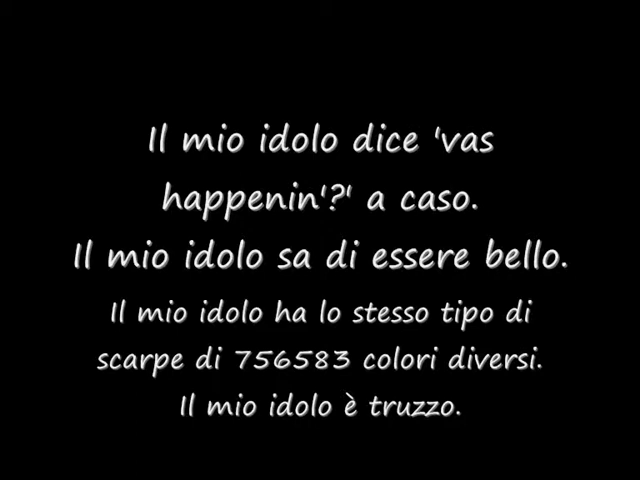 Il mio idolo dice 'vas
happenin'?' a caso.
Il mio idolo sa di essere bello.
Il mio idolo ha lo stesso tipo di
scarpe di 756583 colori diversi.
Il mio idolo è truzzo.